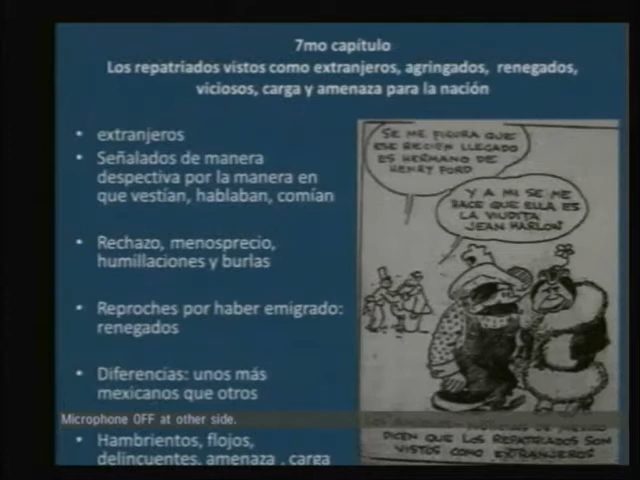 7mo capítulo
Los repatriados vistos como extranjeros, agringados, renegados,
viciosos, carga y amenaza para la nación
• extranjeros
• Señalados de manera
despectiva por la manera en
que vestían, hablaban, comían
• Rechazo, menosprecio,
humillaciones y burlas
• Reproches por haber emigrado:
renegados
• Diferencias: unos más
mexicanos que otros
Microphone OFF at other side.
• Hambrientos, flojos,
delincuentes, amenaza , carga
SE ME FIGURA QUE
ESE RECIEN LLEGADO
ES HERMANO DE
HENRY FORD
Y A MI SE ME
HACE QUE ELLA ES
LA VIUDITA
JEAN HARLOW
DICEN QUE LOS REPATRIADOS SON
VISTOS COMO EXTRANJEROS